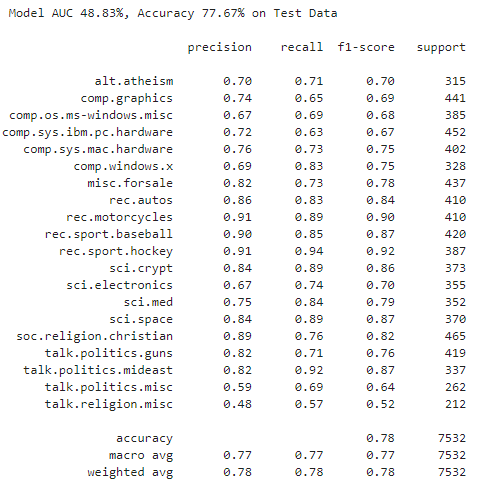 Model AUC 48.83%, Accuracy 77.67% on Test Data
precision recall f1-score support
alt.atheism 0.70 0.71 0.70 315
comp.graphics 0.74 0.65 0.69 441
comp.os.ms-windows.misc 0.67 0.69 0.68 385
comp.sys.ibm.pc.hardware 0.72 0.63 0.67 452
comp.sys.mac.hardware 0.76 0.73 0.75 402
comp.windows.x 0.69 0.83 0.75 328
misc.forsale 0.82 0.73 0.78 437
rec.autos 0.86 0.83 0.84 410
rec.motorcycles 0.91 0.89 0.90 410
rec.sport.baseball 0.90 0.85 0.87 420
rec.sport.hockey 0.91 0.94 0.92 387
sci.crypt 0.84 0.89 0.86 373
sci.electronics 0.67 0.74 0.70 355
sci.med 0.75 0.84 0.79 352
sci.space 0.84 0.89 0.87 370
soc.religion.christian 0.89 0.76 0.82 465
talk.politics.guns 0.82 0.71 0.76 419
talk.politics.mideast 0.82 0.92 0.87 337
talk.politics.misc 0.59 0.69 0.64 262
talk.religion.misc 0.48 0.57 0.52 212
accuracy 0.78 7532
macro avg 0.77 0.77 0.77 7532
weighted avg 0.78 0.78 0.78 7532